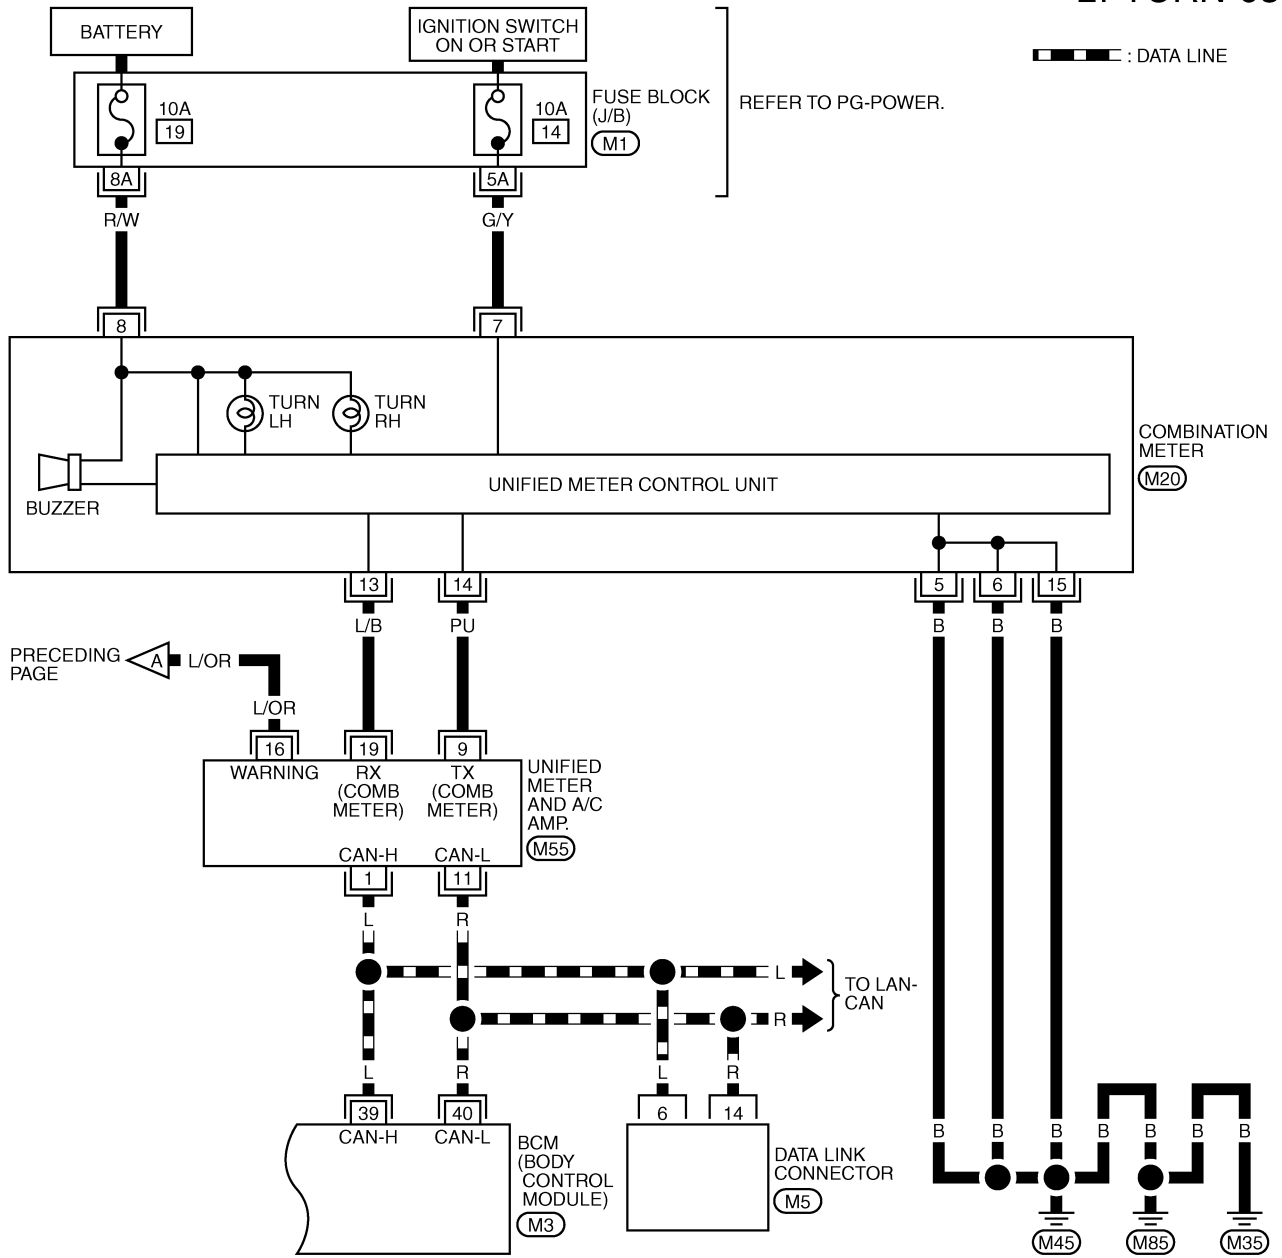 BATTERY
IGNITION SWITCH
ON OR START
: DATA LINE
10A
19
10A
14
FUSE BLOCK
(J/B)
M1
REFER TO PG-POWER.
8A
5A
R/W
G/Y
8
7
TURN
LH
TURN
RH
COMBINATION
METER
M20
UNIFIED METER CONTROL UNIT
BUZZER
13
14
5
6
15
L/B
PU
B
B
B
PRECEDING
PAGE
A
L/OR
L/OR
16
19
9
WARNING
RX
(COMB
METER)
TX
(COMB
METER)
UNIFIED
METER
AND A/C
AMP.
M55
CAN-H
CAN-L
1
11
L
R
L
R
TO LAN-
CAN
L
R
L
R
39
40
6
14
CAN-H
CAN-L
BCM
(BODY
CONTROL
MODULE)
M3
DATA LINK
CONNECTOR
M5
B
B
B
B
B
B
B
M45
M85
M35